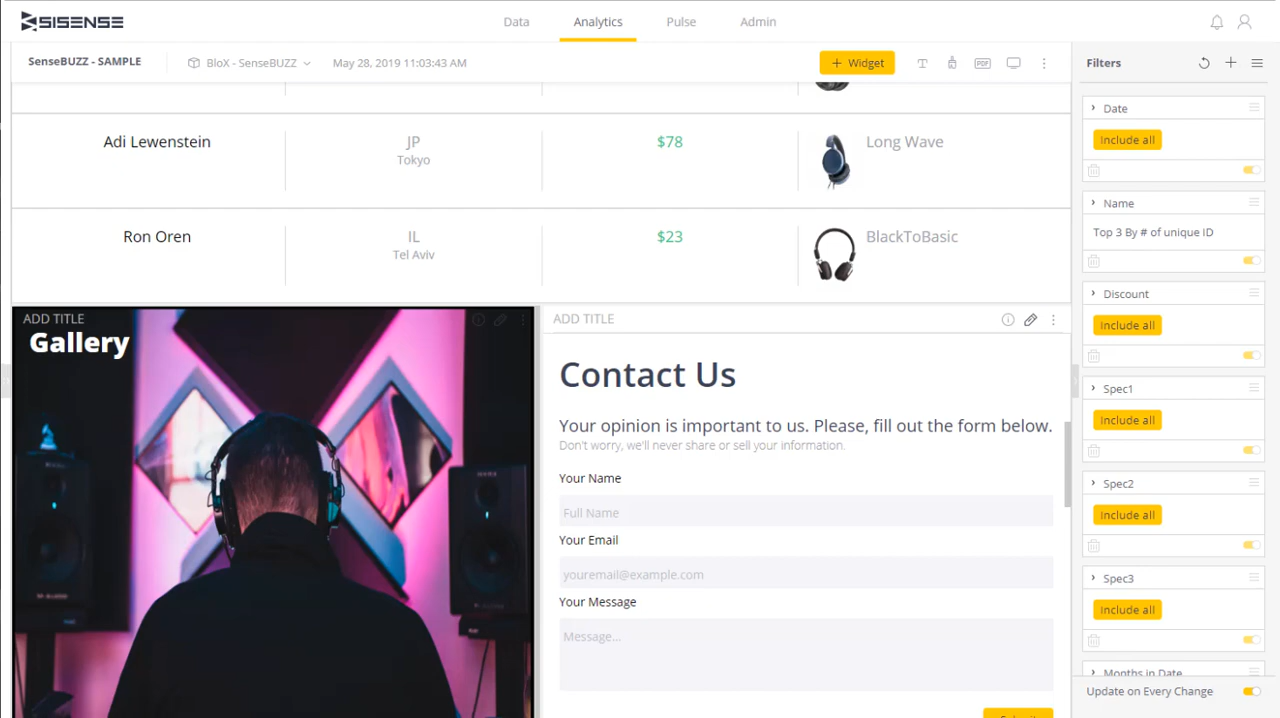 SISENSE
Data
Analytics
Pulse
Admin
SenseBUZZ - SAMPLE
BloX - SenseBUZZ
May 28, 2019 11:03:43 AM
+ Widget
PDF
Adi Lewenstein
JP
Tokyo
$78
Long Wave
Ron Oren
IL
Tel Aviv
$23
BlackToBasic
ADD TITLE
Gallery
ADD TITLE
Contact Us
Your opinion is important to us. Please, fill out the form below.
Don't worry, we'll never share or sell your information.
Your Name
Full Name
Your Email
youremail@example.com
Your Message
Message...
Filters
Date
Include all
Name
Top 3 By # of unique ID
Discount
Include all
Spec1
Include all
Spec2
Include all
Spec3
Include all
Months in Date
Update on Every Change